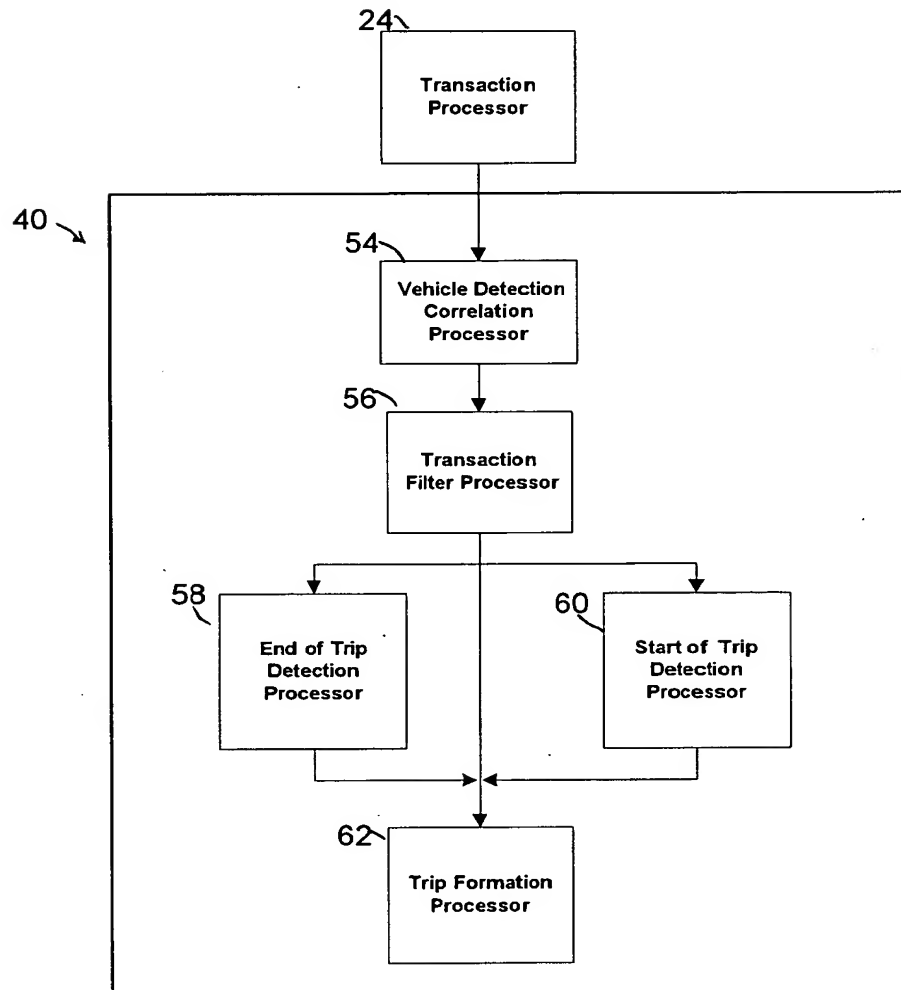 24
Transaction
Processor
40
54
Vehicle Detection
Correlation
Processor
56
Transaction
Filter Processor
58
End of Trip
Detection
Processor
60
Start of Trip
Detection
Processor
62
Trip Formation
Processor